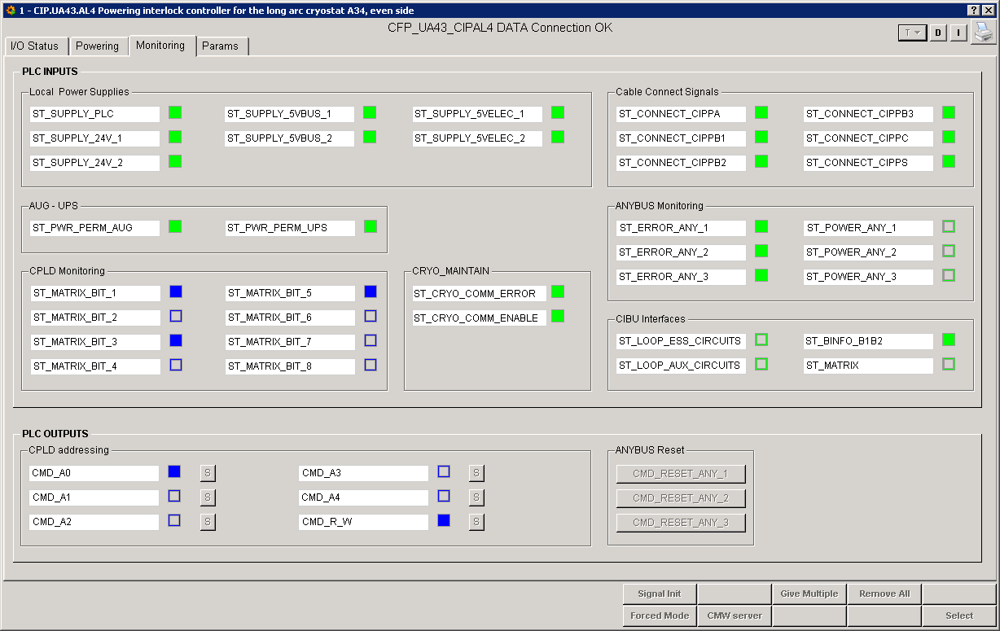 1 - CIP.UA43.AL4 Powering interlock controller for the long arc cryostat A34, even side
CFP_UA43_CIPAL4 DATA Connection OK
T D I
I/O Status Powering Monitoring Params
PLC INPUTS
Local Power Supplies
ST_SUPPLY_PLC ST_SUPPLY_5VBUS_1 ST_SUPPLY_5VELEC_1
ST_SUPPLY_24V_1 ST_SUPPLY_5VBUS_2 ST_SUPPLY_5VELEC_2
ST_SUPPLY_24V_2
Cable Connect Signals
ST_CONNECT_CIPPA ST_CONNECT_CIPPB3
ST_CONNECT_CIPPB1 ST_CONNECT_CIPPC
ST_CONNECT_CIPPB2 ST_CONNECT_CIPPS
AUG - UPS
ST_PWR_PERM_AUG ST_PWR_PERM_UPS
ANYBUS Monitoring
ST_ERROR_ANY_1 ST_POWER_ANY_1
ST_ERROR_ANY_2 ST_POWER_ANY_2
ST_ERROR_ANY_3 ST_POWER_ANY_3
CPLD Monitoring
ST_MATRIX_BIT_1 ST_MATRIX_BIT_5
ST_MATRIX_BIT_2 ST_MATRIX_BIT_6
ST_MATRIX_BIT_3 ST_MATRIX_BIT_7
ST_MATRIX_BIT_4 ST_MATRIX_BIT_8
CRYO_MAINTAIN
ST_CRYO_COMM_ERROR
ST_CRYO_COMM_ENABLE
CIBU Interfaces
ST_LOOP_ESS_CIRCUITS ST_BINFO_B1B2
ST_LOOP_AUX_CIRCUITS ST_MATRIX
PLC OUTPUTS
CPLD addressing
CMD_A0 S CMD_A3 S
CMD_A1 S CMD_A4 S
CMD_A2 S CMD_R_W S
ANYBUS Reset
CMD_RESET_ANY_1
CMD_RESET_ANY_2
CMD_RESET_ANY_3
Signal Init Give Multiple Remove All
Forced Mode CMW server Select